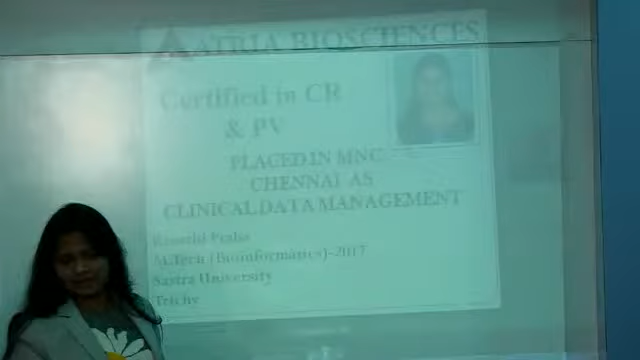 ATRIA BIOSCIENCES
Certified in CR
& PV
PLACED IN MNC
CHENNAI AS
CLINICAL DATA MANAGEMENT
M.Tech (Bioinformatics)-2017
Sastra University
Trichy